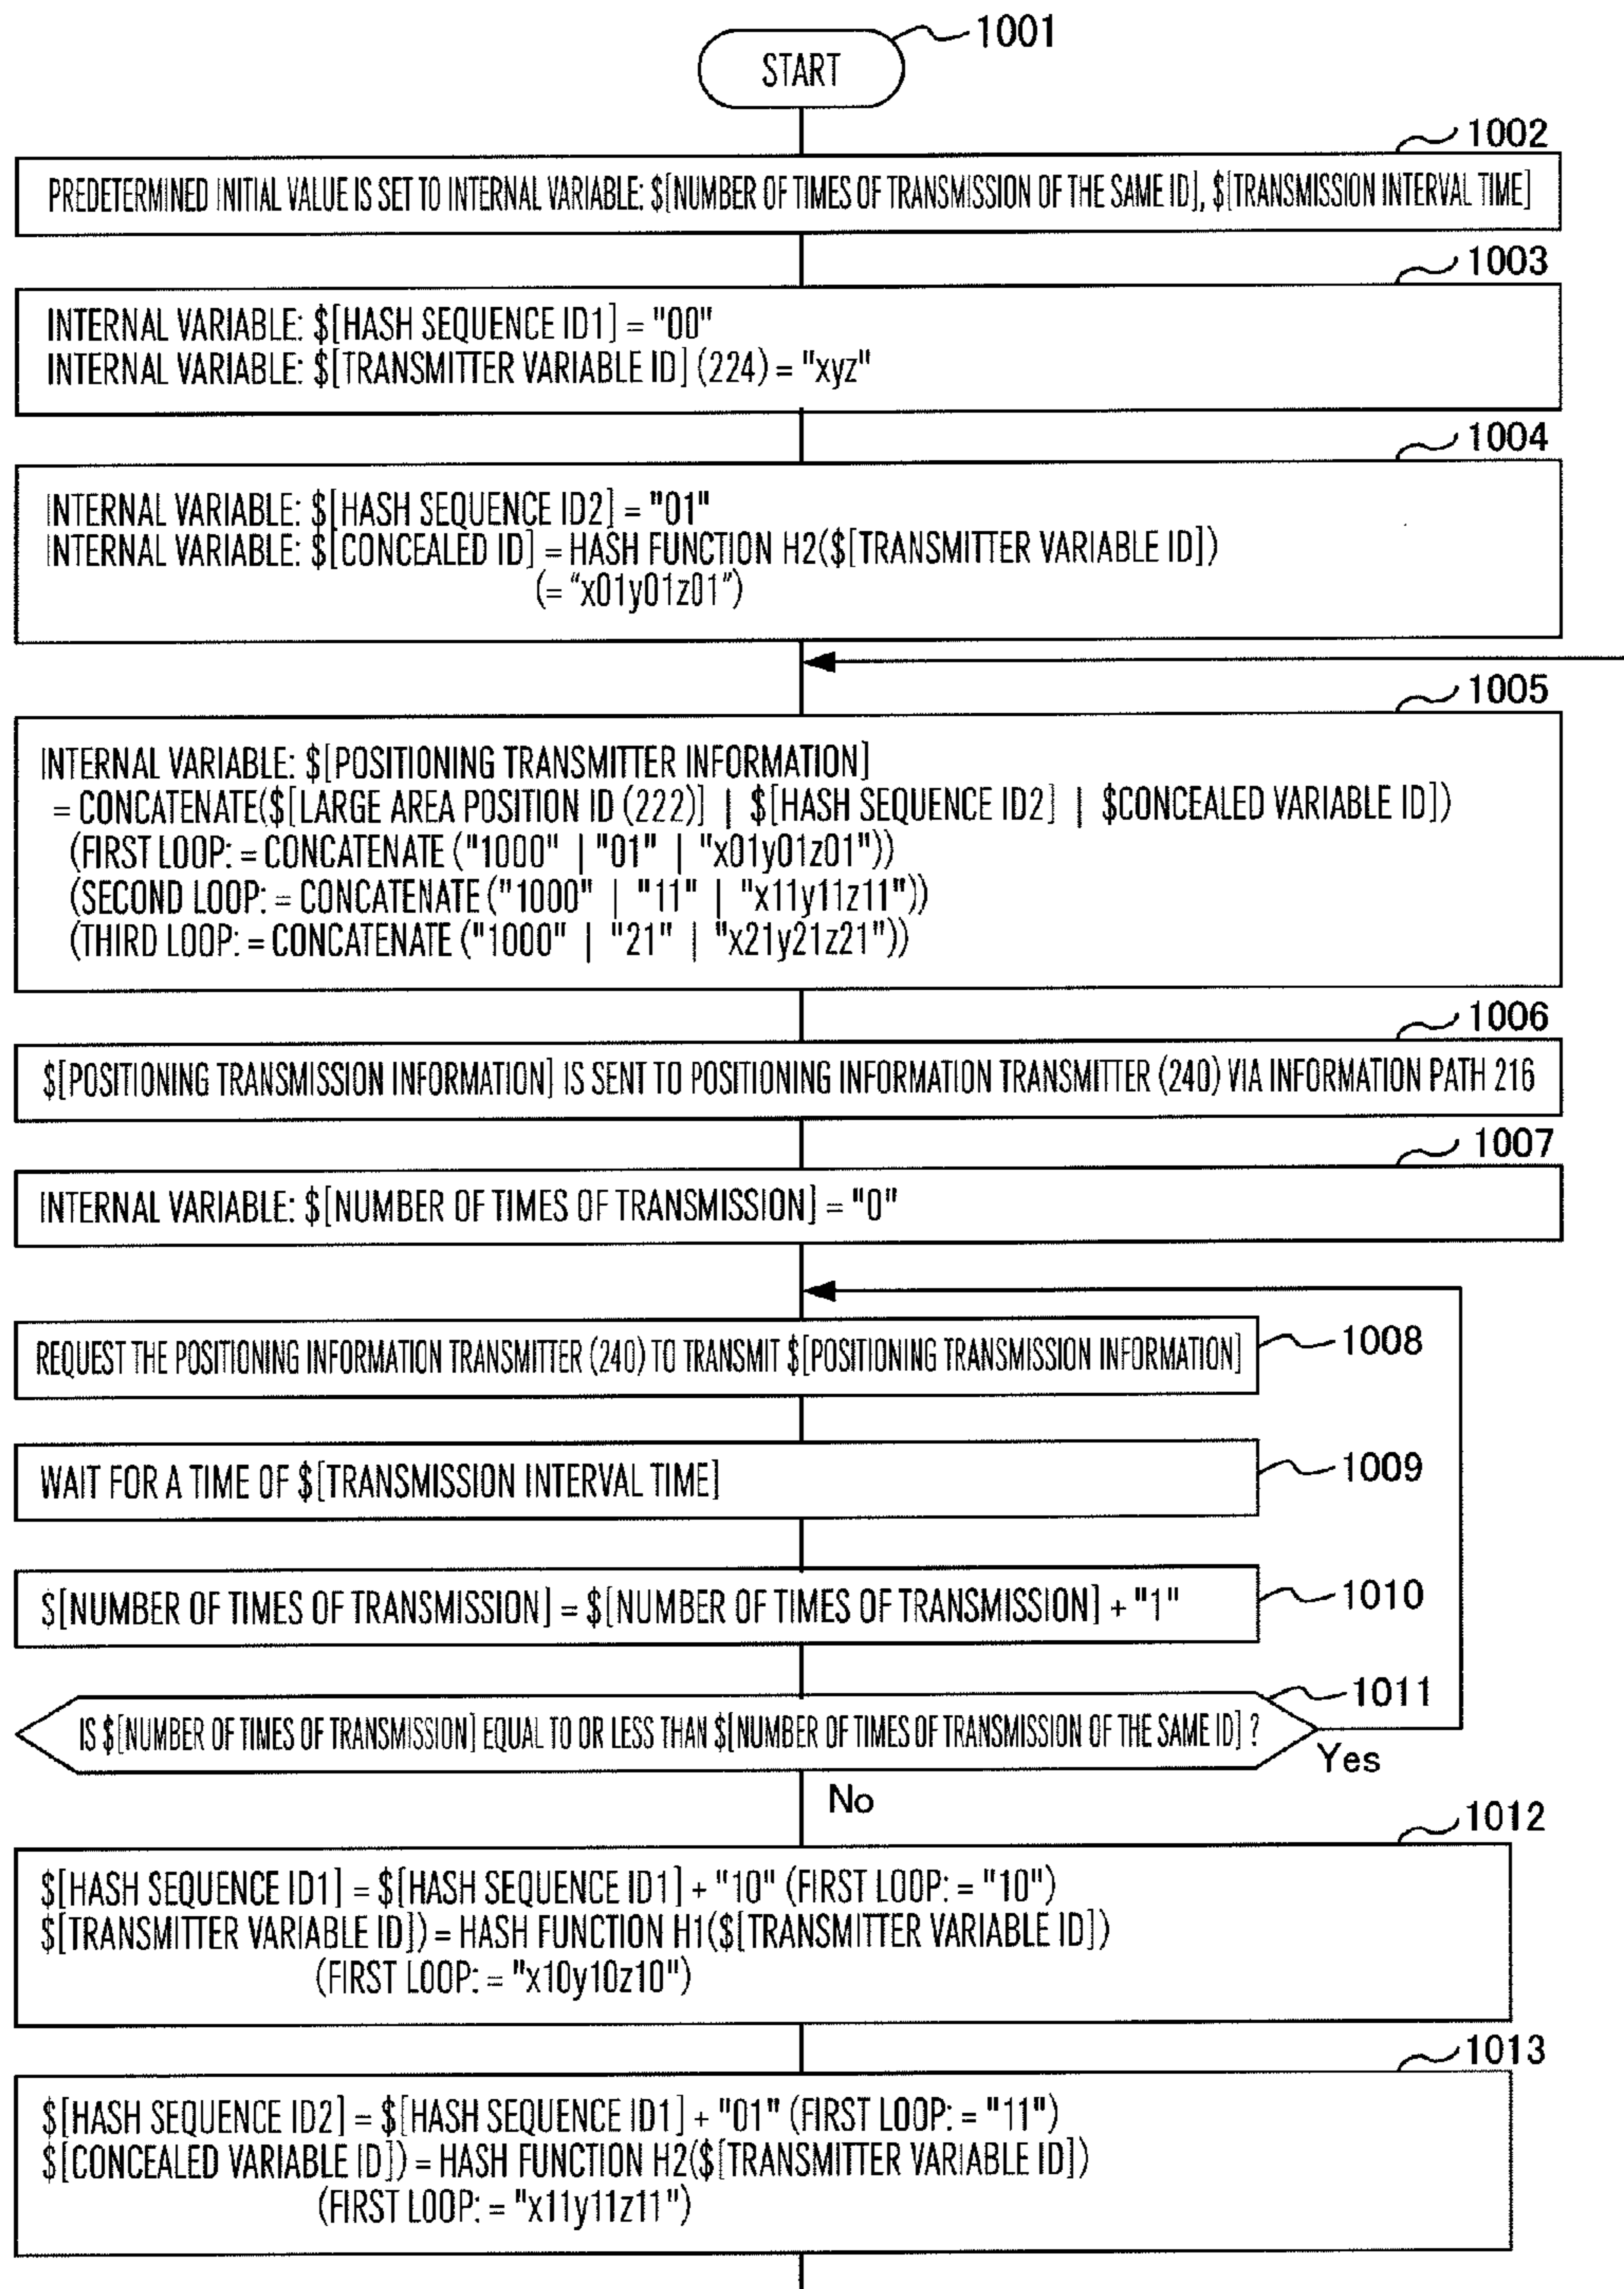 1001
START
1002
PREDETERMINED INITIAL VALUE IS SET TO INTERNAL VARIABLE: $[NUMBER OF TIMES OF TRANSMISSION OF THE SAME ID], $[TRANSMISSION INTERVAL TIME]
1003
INTERNAL VARIABLE: $[HASH SEQUENCE ID1] = "00"
INTERNAL VARIABLE: $[TRANSMITTER VARIABLE ID] (224) = "xyz"
1004
INTERNAL VARIABLE: $[HASH SEQUENCE ID2] = "01"
INTERNAL VARIABLE: $[CONCEALED ID] = HASH FUNCTION H2($[TRANSMITTER VARIABLE ID])
(= "x01y01z01")
1005
INTERNAL VARIABLE: $[POSITIONING TRANSMITTER INFORMATION]
= CONCATENATE($[LARGE AREA POSITION ID (222)] | $[HASH SEQUENCE ID2] | $CONCEALED VARIABLE ID])
(FIRST LOOP: = CONCATENATE ("1000" | "01" | "x01y01z01"))
(SECOND LOOP: = CONCATENATE ("1000" | "11" | "x11y11z11"))
(THIRD LOOP: = CONCATENATE ("1000" | "21" | "x21y21z21"))
1006
$[POSITIONING TRANSMISSION INFORMATION] IS SENT TO POSITIONING INFORMATION TRANSMITTER (240) VIA INFORMATION PATH 216
1007
INTERNAL VARIABLE: $[NUMBER OF TIMES OF TRANSMISSION] = "0"
REQUEST THE POSITIONING INFORMATION TRANSMITTER (240) TO TRANSMIT $[POSITIONING TRANSMISSION INFORMATION]
1008
WAIT FOR A TIME OF $[TRANSMISSION INTERVAL TIME]
1009
$[NUMBER OF TIMES OF TRANSMISSION] = $[NUMBER OF TIMES OF TRANSMISSION] + "1"
1010
1011
IS $[NUMBER OF TIMES OF TRANSMISSION] EQUAL TO OR LESS THAN $[NUMBER OF TIMES OF TRANSMISSION OF THE SAME ID] ?
Yes
No
1012
$[HASH SEQUENCE ID1] = $[HASH SEQUENCE ID1] + "10" (FIRST LOOP: = "10")
$[TRANSMITTER VARIABLE ID]) = HASH FUNCTION H1($[TRANSMITTER VARIABLE ID])
(FIRST LOOP: = "x10y10z10")
1013
$[HASH SEQUENCE ID2] = $[HASH SEQUENCE ID1] + "01" (FIRST LOOP: = "11")
$[CONCEALED VARIABLE ID]) = HASH FUNCTION H2($[TRANSMITTER VARIABLE ID])
(FIRST LOOP: = "x11y11z11")